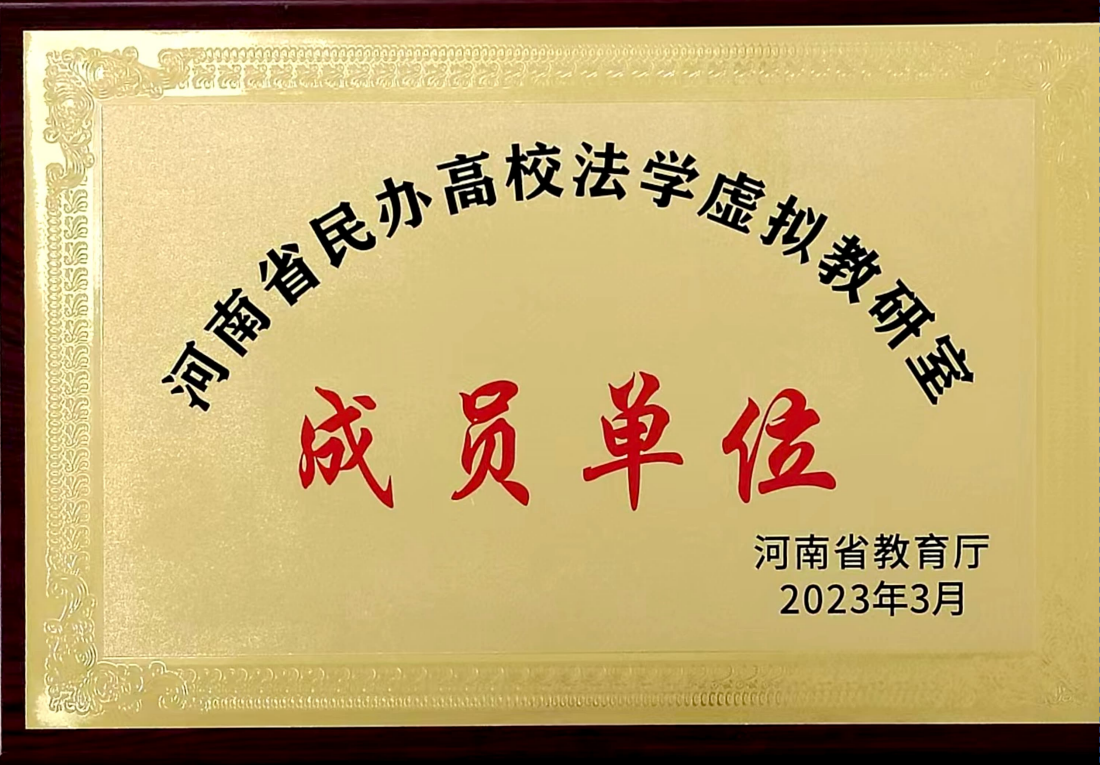 河南省民办高校法学虚拟教研室
成员单位
河南省教育厅
2023年3月